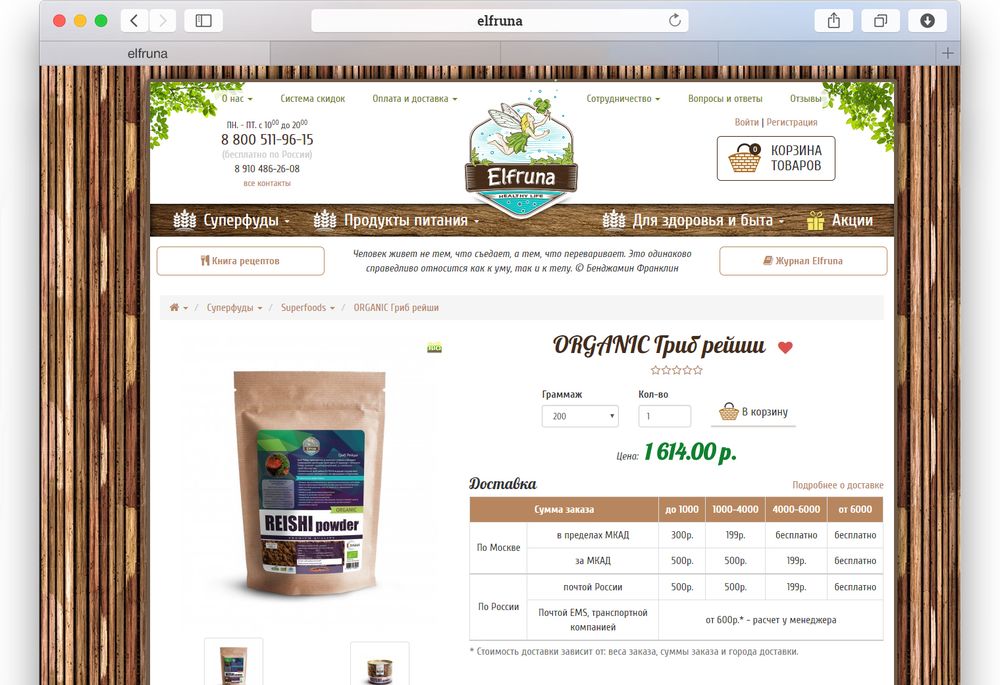 elfruna
elfruna
О нас
Система скидок
Оплата и доставка
Сотрудничество
Вопросы и ответы
Отзывы
ПН. - ПТ. с 10⁰⁰ до 20⁰⁰
8 800 511-96-15
(бесплатно по России)
8 910 486-26-08
все контакты
Elfruna
HEALTHY LIFE
Войти | Регистрация
0
КОРЗИНА
ТОВАРОВ
Суперфуды
Продукты питания
Для здоровья и быта
Акции
Книга рецептов
Человек живет не тем, что съедает, а тем, что переваривает. Это одинаково
справедливо относится как к уму, так и к телу. © Бенджамин Франклин
Журнал Elfruna
/ Суперфуды / Superfoods / ORGANIC Гриб рейши
BIO
ORGANIC Гриб рейши
Граммаж
Кол-во
200
1
В корзину
Цена: 1 614.00 р.
Гриб Рейши
ORGANIC
REISHI powder
PREMIUM QUALITY
Доставка
Подробнее о доставке
Сумма заказа до 1000 1000-4000 4000-6000 от 6000
По Москве
в пределах МКАД 300р. 199р. бесплатно бесплатно
за МКАД 500р. 500р. 199р. бесплатно
По России
почтой России 500р. 500р. 199р. бесплатно
Почтой EMS, транспортной
компанией
от 600р.* - расчет у менеджера
* Стоимость доставки зависит от: веса заказа, суммы заказа и города доставки.